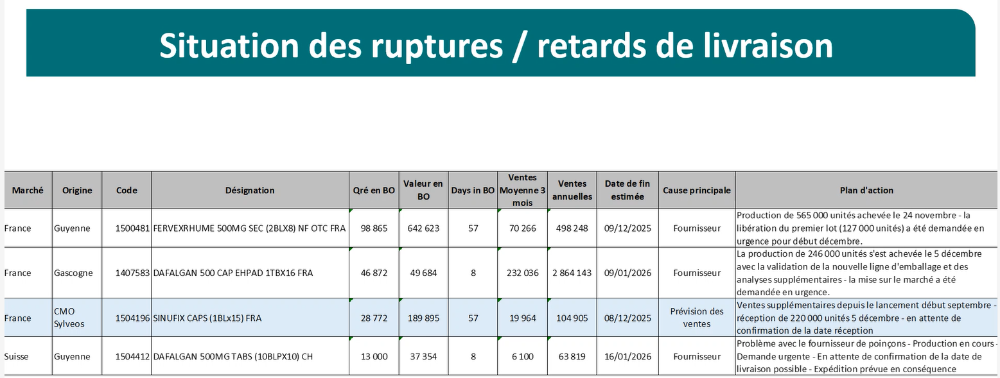 Situation des ruptures / retards de livraison
Marché Origine Code Désignation Qré en BO Valeur en BO Days in BO Ventes Moyenne 3 mois Ventes annuelles Date de fin estimée Cause principale Plan d'action
France Guyenne 1500481 FERVEXRHUME 500MG SEC (2BLX8) NF OTC FRA 98 865 642 623 57 70 266 498 248 09/12/2025 Fournisseur Production de 565 000 unités achevée le 24 novembre - la
libération du premier lot (127 000 unités) a été demandée en
urgence pour début décembre.
France Gascogne 1407583 DAFALGAN 500 CAP EHPAD 1TBX16 FRA 46 872 49 684 8 232 036 2 864 143 09/01/2026 Fournisseur La production de 246 000 unités s'est achevée le 5 décembre
avec la validation de la nouvelle ligne d'emballage et des
analyses supplémentaires - la mise sur le marché a été
demandée en urgence.
France CMO Sylveos 1504196 SINUFIX CAPS (1BLx15) FRA 28 772 189 895 57 19 964 104 905 08/12/2025 Prévision des ventes Ventes supplémentaires depuis le lancement début septembre -
réception de 220 000 unités 5 décembre - en attente de
confirmation de la date réception
Suisse Guyenne 1504412 DAFALGAN 500MG TABS (10BLPX10) CH 13 000 37 354 8 6 100 63 819 16/01/2026 Fournisseur Problème avec le fournisseur de poinçons - Production en cours -
Demande urgente - En attente de confirmation de la date de
livraison possible - Expédition prévue en conséquence